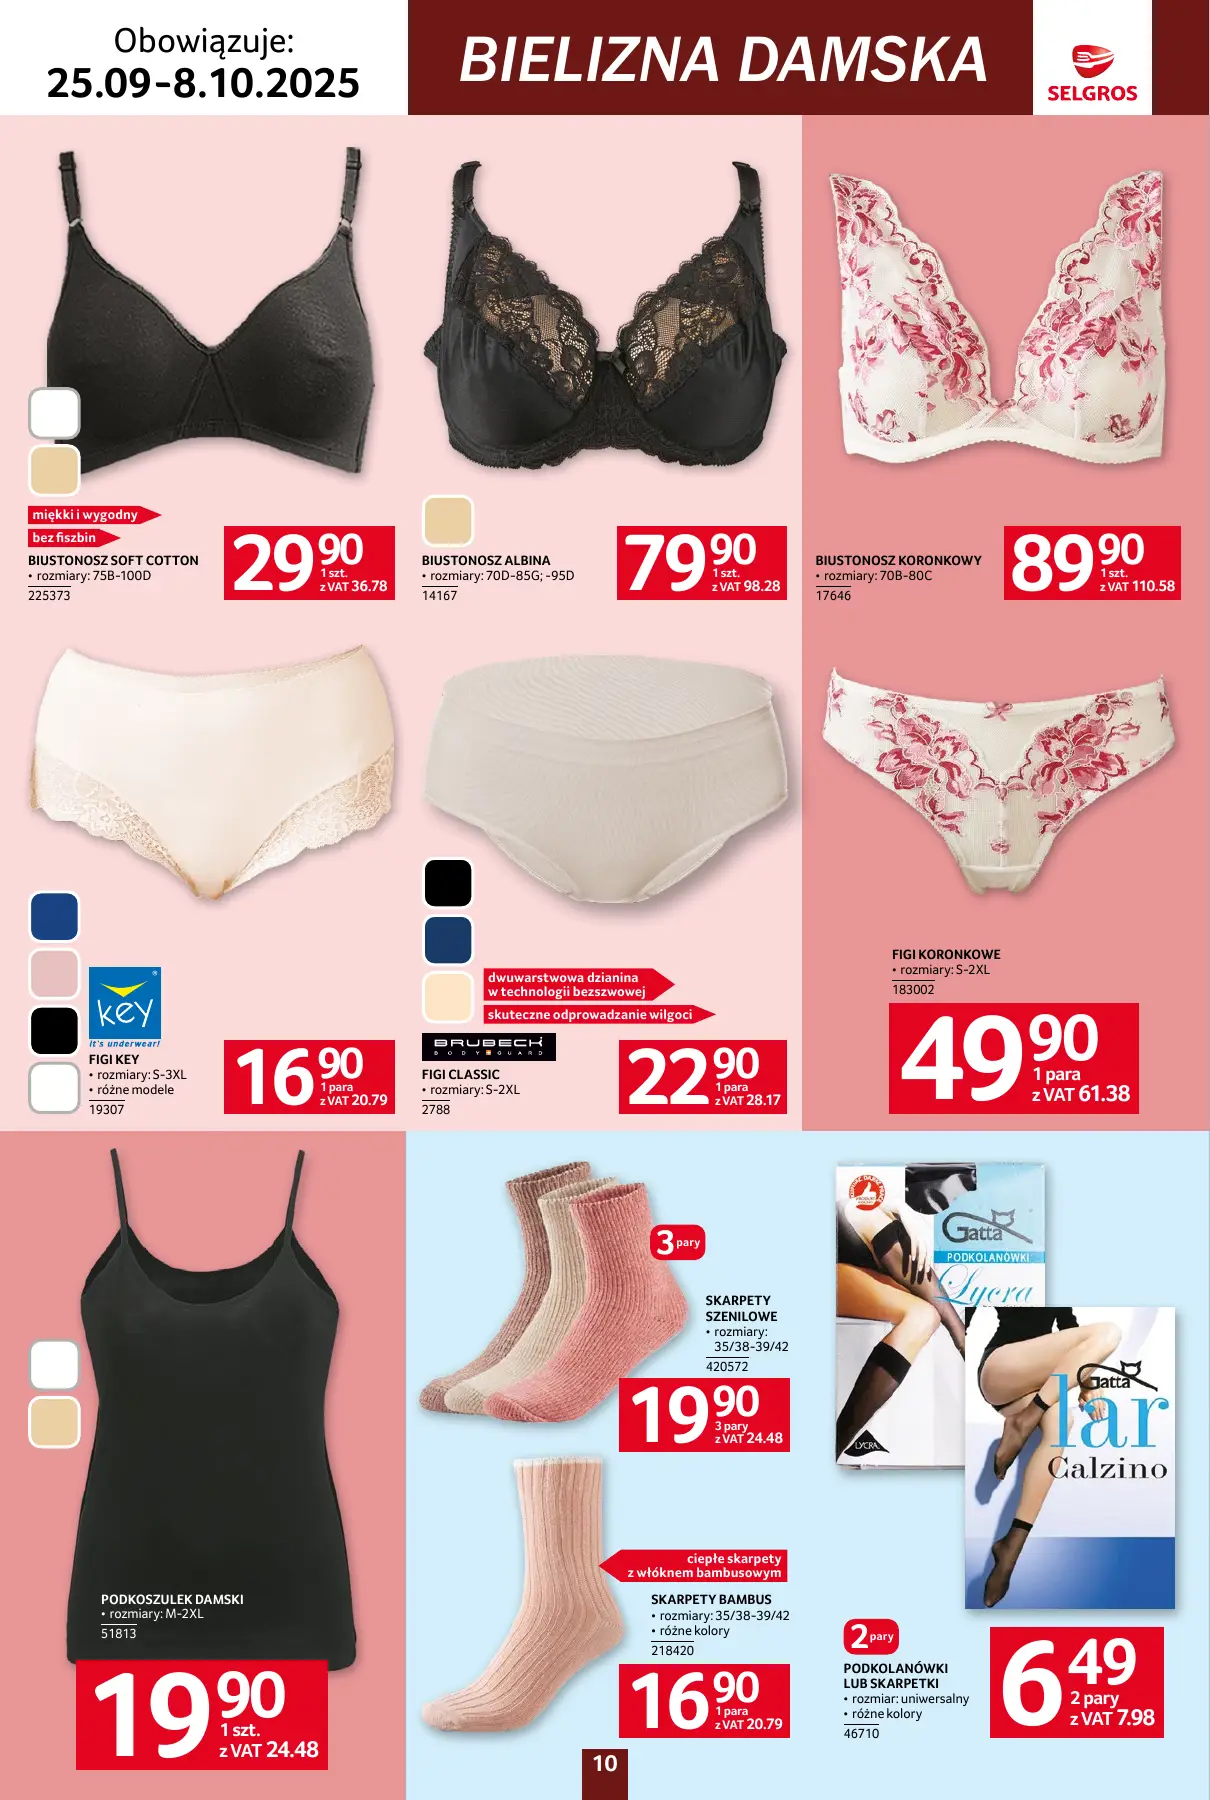 Obowiązuje:
25.09-8.10.2025
BIELIZNA DAMSKA
SELGROS
miękki i wygodny
bez fiszbin
BIUSTONOSZ SOFT COTTON
• rozmiary: 75B-100D
225373
29 90
1 szt.
z VAT 36.78
BIUSTONOSZ ALBINA
• rozmiary: 70D-85G; -95D
14167
79 90
1 szt.
z VAT 98.28
BIUSTONOSZ KORONKOWY
• rozmiary: 70B-80C
17646
89 90
1 szt.
z VAT 110.58
key
It's underwear!
FIGI KEY
• rozmiary: S-3XL
• różne modele
19307
16 90
1 para
z VAT 20.79
dwuwarstwowa dzianina
w technologii bezszwowej
skuteczne odprowadzanie wilgoci
BRUBECK
BODY GUARD
FIGI CLASSIC
• rozmiary: S-2XL
2788
22 90
1 para
z VAT 28.17
FIGI KORONKOWE
• rozmiary: S-2XL
183002
49 90
1 para
z VAT 61.38
PODKOSZULEK DAMSKI
• rozmiary: M-2XL
51813
19 90
1 szt.
z VAT 24.48
3 pary
SKARPETY
SZENILOWE
• rozmiary:
35/38-39/42
420572
19 90
3 pary
z VAT 24.48
ciepłe skarpety
z włóknem bambusowym
SKARPETY BAMBUS
• rozmiary: 35/38-39/42
• różne kolory
218420
16 90
1 para
z VAT 20.79
Gatta
PODKOLANÓWKI
Lycra
LYCRA
Gatta
lar
Calzino
2 pary
PODKOLANÓWKI
LUB SKARPETKI
• rozmiar: uniwersalny
• różne kolory
46710
6 49
2 pary
z VAT 7.98
10